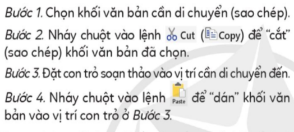 Bước 1. Chọn khối văn bản cần di chuyển (sao chép).
Bước 2. Nháy chuột vào lệnh Cut (Copy) để “cắt”
(sao chép) khối văn bản đã chọn.
Bước 3. Đặt con trỏ soạn thảo vào vị trí cần di chuyển đến.
Bước 4. Nháy chuột vào lệnh Paste để “dán” khối văn
bản vào vị trí con trỏ ở Bước 3.